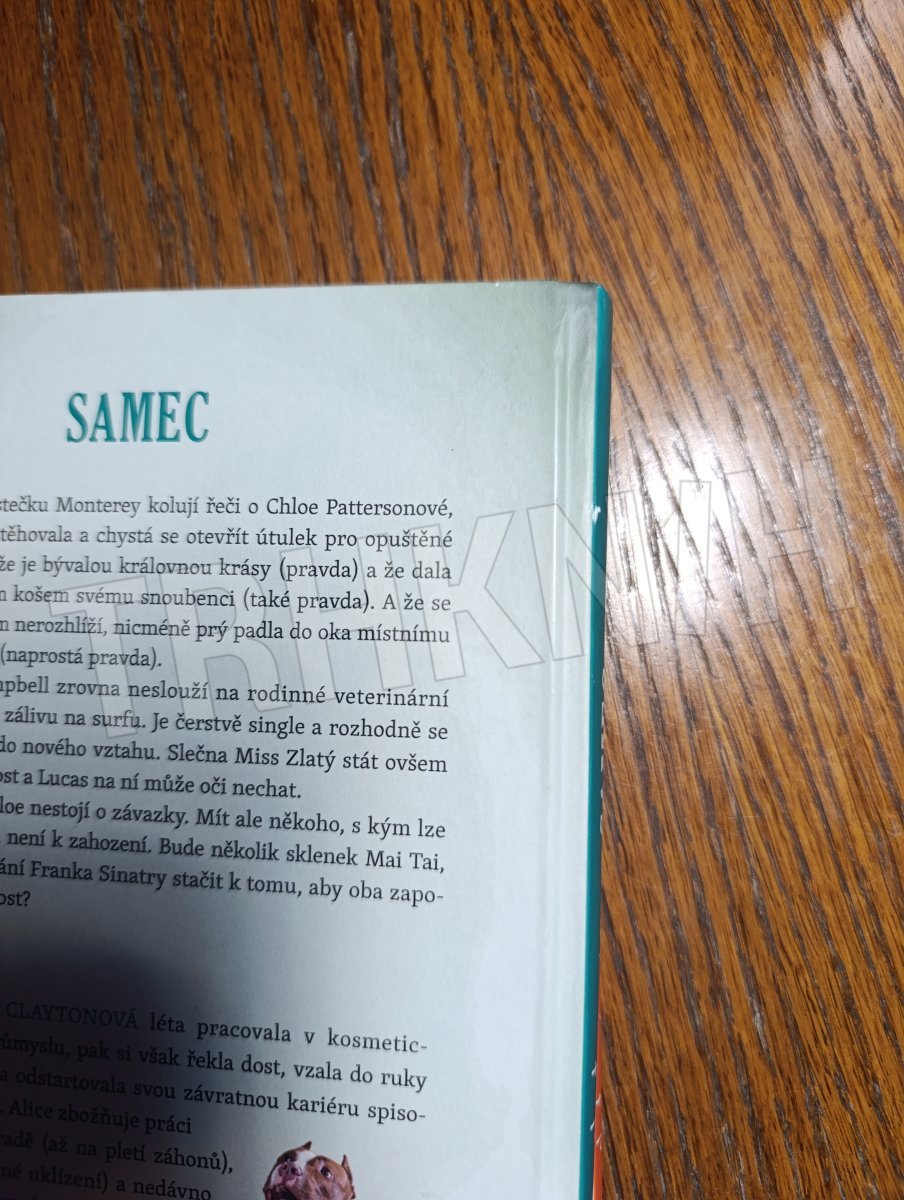 SAMEC
stečku Monterey kolují řeči o Chloe Pattersonové,
těhovala a chystá se otevřít útulek pro opuštěné
že je bývalou královnou krásy (pravda) a že dala
m košem svému snoubenci (také pravda). A že se
n nerozhlíží, nicméně prý padla do oka místnímu
(naprostá pravda).
mpbell zrovna neslouží na rodinné veterinární
zálivu na surfu. Je čerstvě single a rozhodně se
do nového vztahu. Slečna Miss Zlatý stát ovšem
ost a Lucas na ní může oči nechat.
loe nestojí o závazky. Mít ale někoho, s kým lze
není k zahození. Bude několik sklenek Mai Tai,
ání Franka Sinatry stačit k tomu, aby oba zapo-
ost?
CLAYTONOVÁ léta pracovala v kosmetic-
růmyslu, pak si však řekla dost, vzala do ruky
a odstartovala svou závratnou kariéru spiso-
. Alice zbožňuje práci
radě (až na pletí záhonů),
né uklízení) a nedávno
TRHKNIH